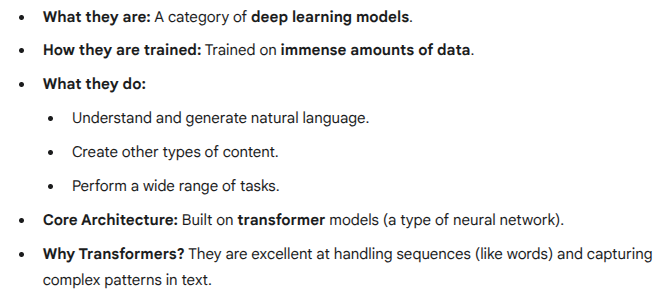 What they are: A category of deep learning models.
How they are trained: Trained on immense amounts of data.
What they do:
Understand and generate natural language.
Create other types of content.
Perform a wide range of tasks.
Core Architecture: Built on transformer models (a type of neural network).
Why Transformers? They are excellent at handling sequences (like words) and capturing
complex patterns in text.